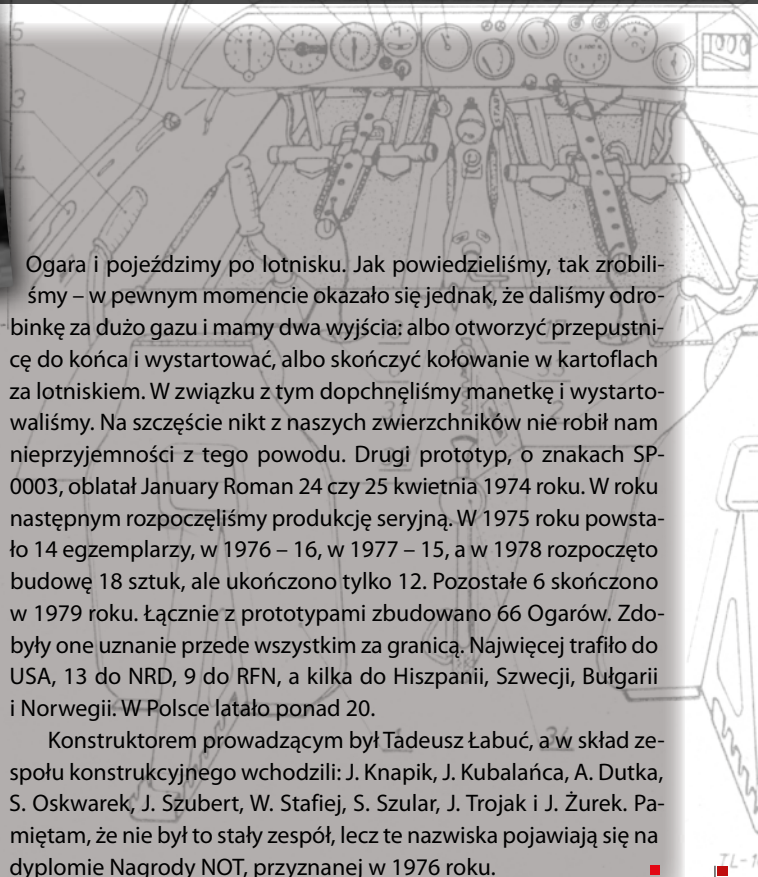 Ogara i pojeździmy po lotnisku. Jak powiedzieliśmy, tak zrobili-
śmy – w pewnym momencie okazało się jednak, że daliśmy odro-
binkę za dużo gazu i mamy dwa wyjścia: albo otworzyć przepustni-
cę do końca i wystartować, albo skończyć kołowanie w kartoflach
za lotniskiem. W związku z tym dopchnęliśmy manetkę i wystarto-
waliśmy. Na szczęście nikt z naszych zwierzchników nie robił nam
nieprzyjemności z tego powodu. Drugi prototyp, o znakach SP-
0003, oblatał January Roman 24 czy 25 kwietnia 1974 roku. W roku
następnym rozpoczęliśmy produkcję seryjną. W 1975 roku powsta-
ło 14 egzemplarzy, w 1976 – 16, w 1977 – 15, a w 1978 rozpoczęto
budowę 18 sztuk, ale ukończono tylko 12. Pozostałe 6 skończono
w 1979 roku. Łącznie z prototypami zbudowano 66 Ogarów. Zdo-
były one uznanie przede wszystkim za granicą. Najwięcej trafiło do
USA, 13 do NRD, 9 do RFN, a kilka do Hiszpanii, Szwecji, Bułgarii
i Norwegii. W Polsce latało ponad 20.
Konstruktorem prowadzącym był Tadeusz Łabuć, a w skład ze-
społu konstrukcyjnego wchodzili: J. Knapik, J. Kubalańca, A. Dutka,
S. Oskwarek, J. Szubert, W. Stafiej, S. Szular, J. Trojak i J. Żurek. Pa-
miętam, że nie był to stały zespół, lecz te nazwiska pojawiają się na
dyplomie Nagrody NOT, przyznanej w 1976 roku.